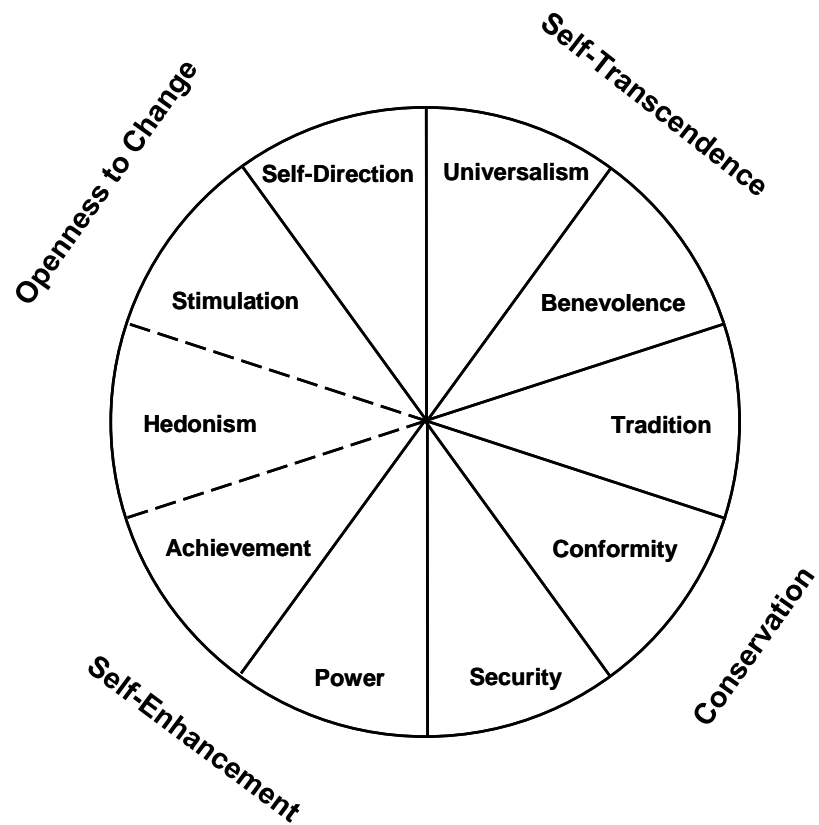 Self-Transcendence
Openness to Change
Self-Direction
Universalism
Stimulation
Benevolence
Hedonism
Tradition
Achievement
Conformity
Power
Security
Conservation
Self-Enhancement